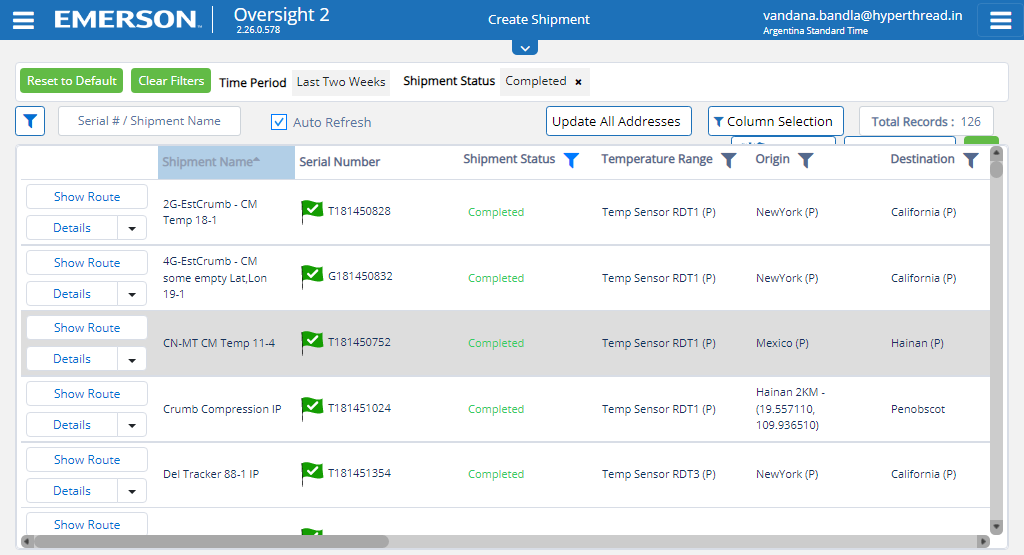 EMERSON
Oversight 2
2.26.0.578
Create Shipment
vandana.bandla@hyperthread.in
Argentina Standard Time
Reset to Default
Clear Filters
Time Period
Last Two Weeks
Shipment Status
Completed ×
Serial # / Shipment Name
Auto Refresh
Update All Addresses
Column Selection
Total Records : 126
Shipment Name
Serial Number
Shipment Status
Temperature Range
Origin
Destination
Show Route
Details
2G-EstCrumb - CM
Temp 18-1
T181450828
Completed
Temp Sensor RDT1 (P)
NewYork (P)
California (P)
Show Route
Details
4G-EstCrumb - CM
some empty Lat,Lon
19-1
G181450832
Completed
Temp Sensor RDT1 (P)
NewYork (P)
California (P)
Show Route
Details
CN-MT CM Temp 11-4
T181450752
Completed
Temp Sensor RDT1 (P)
Mexico (P)
Hainan (P)
Show Route
Details
Crumb Compression IP
T181451024
Completed
Temp Sensor RDT1 (P)
Hainan 2KM -
(19.557110,
109.936510)
Penobscot
Show Route
Details
Del Tracker 88-1 IP
T181451354
Completed
Temp Sensor RDT3 (P)
NewYork (P)
California (P)
Show Route